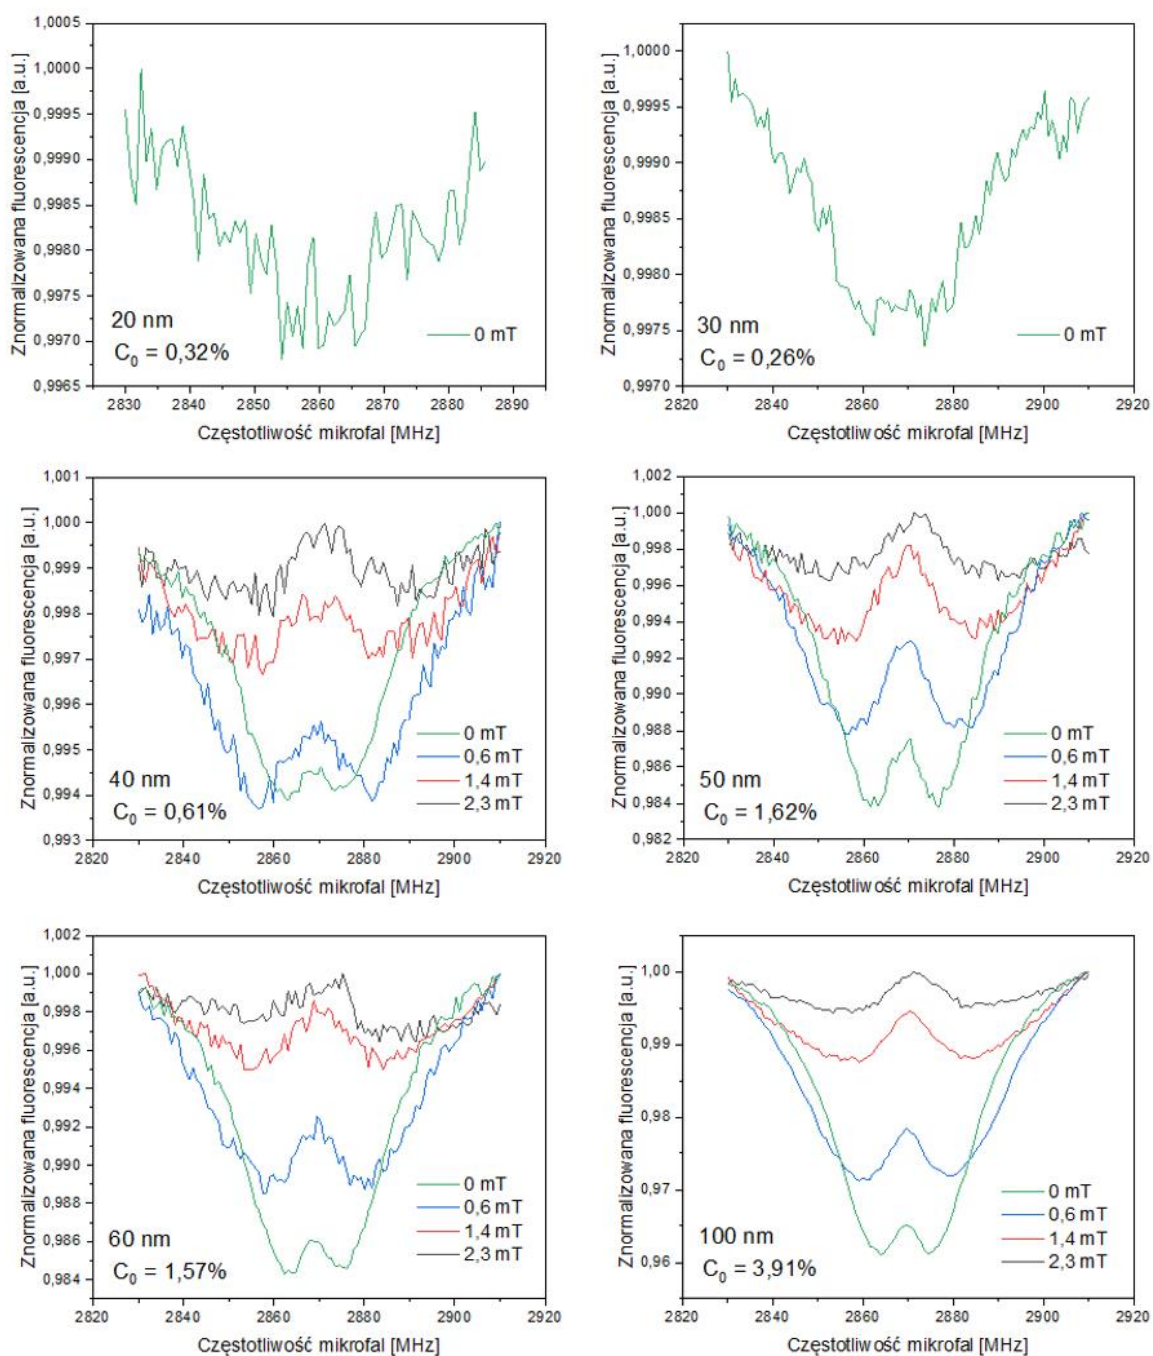 1,0005
1,0000
0,9995
0,9990
0,9985
0,9980
0,9975
0,9970
0,9965
Znormalizowana fluorescencja [a.u.]
20 nm
C₀ = 0,32%
0 mT
2830 2840 2850 2860 2870 2880 2890
Częstotliwość mikrofal [MHz]
1,0000
0,9995
0,9990
0,9985
0,9980
0,9975
0,9970
Znormalizowana fluorescencja [a.u.]
30 nm
C₀ = 0,26%
0 mT
2820 2840 2860 2880 2900 2920
Częstotliwość mikrofal [MHz]
1,001
1,000
0,999
0,998
0,997
0,996
0,995
0,994
0,993
Znormalizowana fluorescencja [a.u.]
40 nm
C₀ = 0,61%
0 mT
0,6 mT
1,4 mT
2,3 mT
2820 2840 2860 2880 2900 2920
Częstotliwość mikrofal [MHz]
1,002
1,000
0,998
0,996
0,994
0,992
0,990
0,988
0,986
0,984
0,982
Znormalizowana fluorescencja [a.u.]
50 nm
C₀ = 1,62%
0 mT
0,6 mT
1,4 mT
2,3 mT
2820 2840 2860 2880 2900 2920
Częstotliwość mikrofal [MHz]
1,002
1,000
0,998
0,996
0,994
0,992
0,990
0,988
0,986
0,984
Znormalizowana fluorescencja [a.u.]
60 nm
C₀ = 1,57%
0 mT
0,6 mT
1,4 mT
2,3 mT
2820 2840 2860 2880 2900 2920
Częstotliwość mikrofal [MHz]
1,00
0,99
0,98
0,97
0,96
Znormalizowana fluorescencja [a.u.]
100 nm
C₀ = 3,91%
0 mT
0,6 mT
1,4 mT
2,3 mT
2820 2840 2860 2880 2900 2920
Częstotliwość mikrofal [MHz]